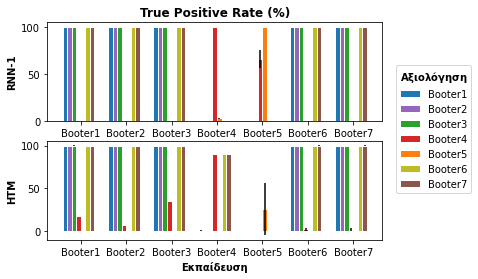 True Positive Rate (%)
100
50
0
RNN-1
Booter1 Booter2 Booter3 Booter4 Booter5 Booter6 Booter7
100
50
0
HTM
Booter1 Booter2 Booter3 Booter4 Booter5 Booter6 Booter7
Εκπαίδευση
Αξιολόγηση
Booter1
Booter2
Booter3
Booter4
Booter5
Booter6
Booter7